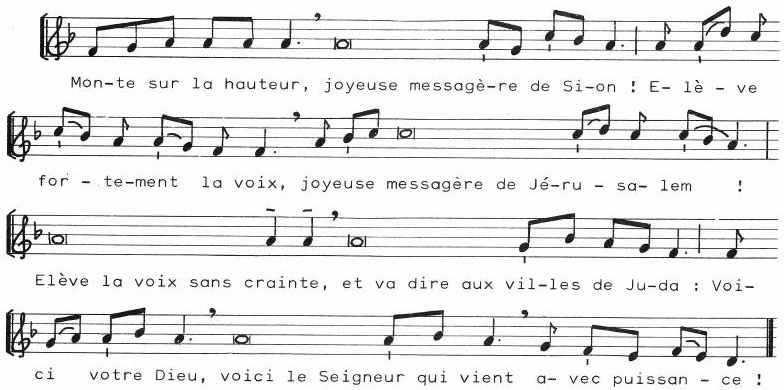 Mon-te sur la hauteur, joyeuse messagè-re de Si-on ! E- lè - ve
for - te-ment la voix, joyeuse messagère de Jé-ru - sa- lem !
Elève la voix sans crainte, et va dire aux vil-les de Ju-da : Voi-
ci votre Dieu, voici le Seigneur qui vient a- vec puissan - ce !